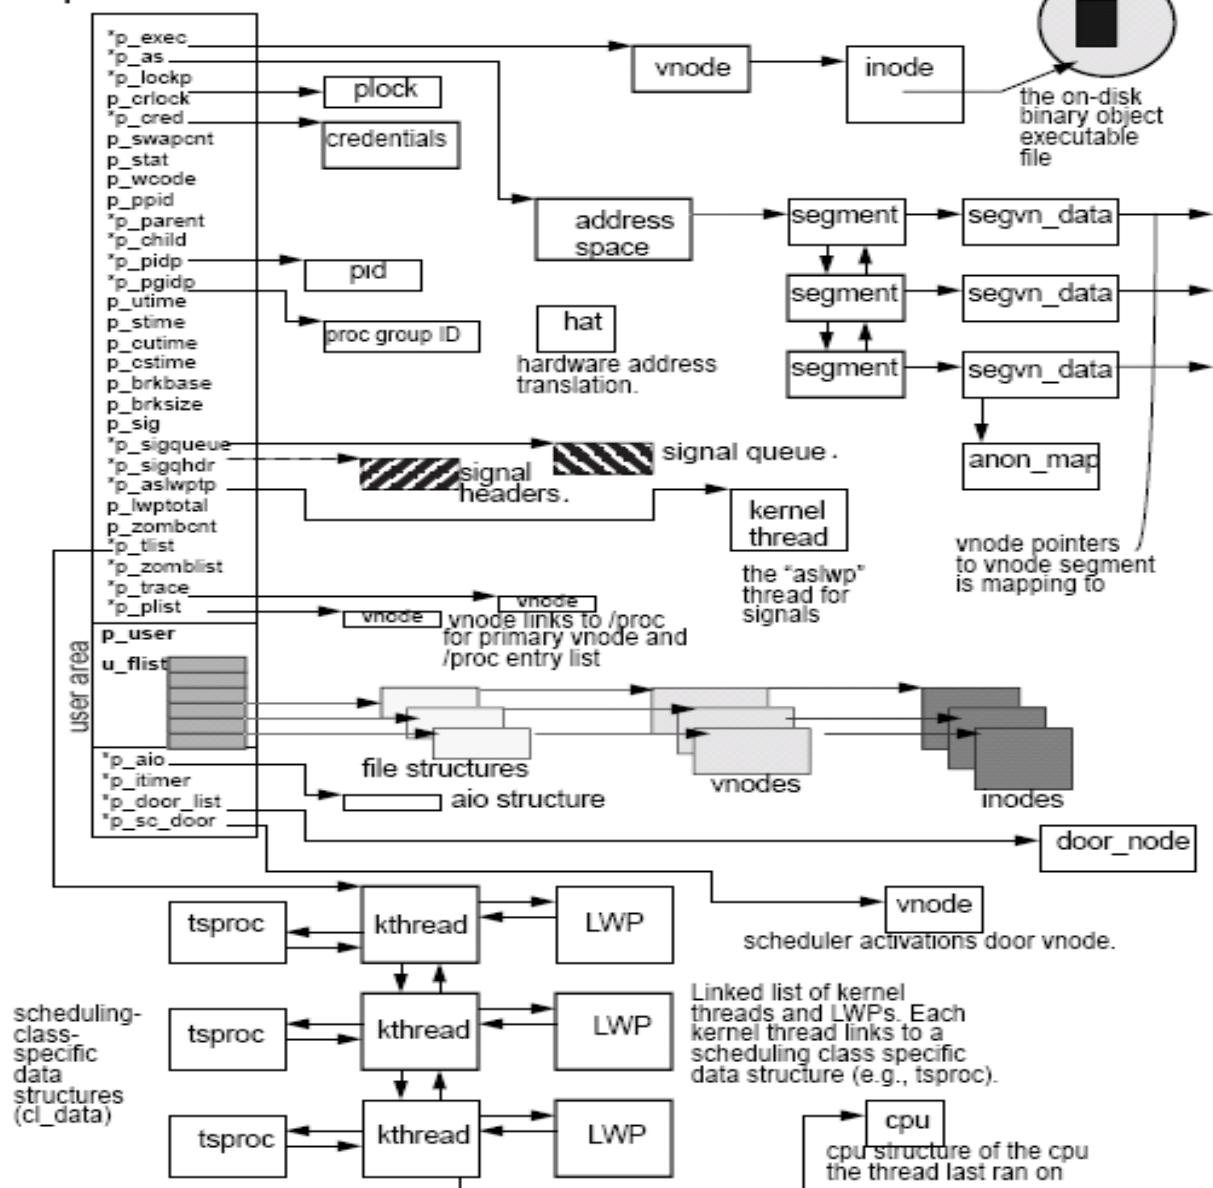 *p_exec
*p_as
*p_lockp
p_crlock
*p_cred
p_swapcnt
p_stat
p_wcode
p_ppid
*p_parent
*p_child
*p_pidp
*p_pgidp
p_utime
p_stime
p_cutime
p_cstime
p_brkbase
p_brksize
p_sig
*p_sigqueue
*p_sigqhdr
*p_aslwptp
p_lwptotal
p_zombcnt
*p_tlist
*p_zomblist
*p_trace
*p_plist
user area
p_user
u_flist
*p_aio
*p_itimer
*p_door_list
*p_sc_door
vnode
inode
the on-disk
binary object
executable
file
plock
credentials
address
space
segment
segvn_data
segment
segvn_data
segment
segvn_data
anon_map
vnode pointers
to vnode segment
is mapping to
pid
proc group ID
hat
hardware address
translation.
signal queue.
signal
headers.
kernel
thread
the "aslwp"
thread for
signals
vnode
vnode
vnode links to /proc
for primary vnode and
/proc entry list
file structures
vnodes
inodes
aio structure
door_node
vnode
scheduler activations door vnode.
tsproc
kthread
LWP
tsproc
kthread
LWP
tsproc
kthread
LWP
scheduling-
class-
specific
data
structures
(cl_data)
Linked list of kernel
threads and LWPs. Each
kernel thread links to a
scheduling class specific
data structure (e.g., tsproc).
cpu
cpu structure of the cpu
the thread last ran on